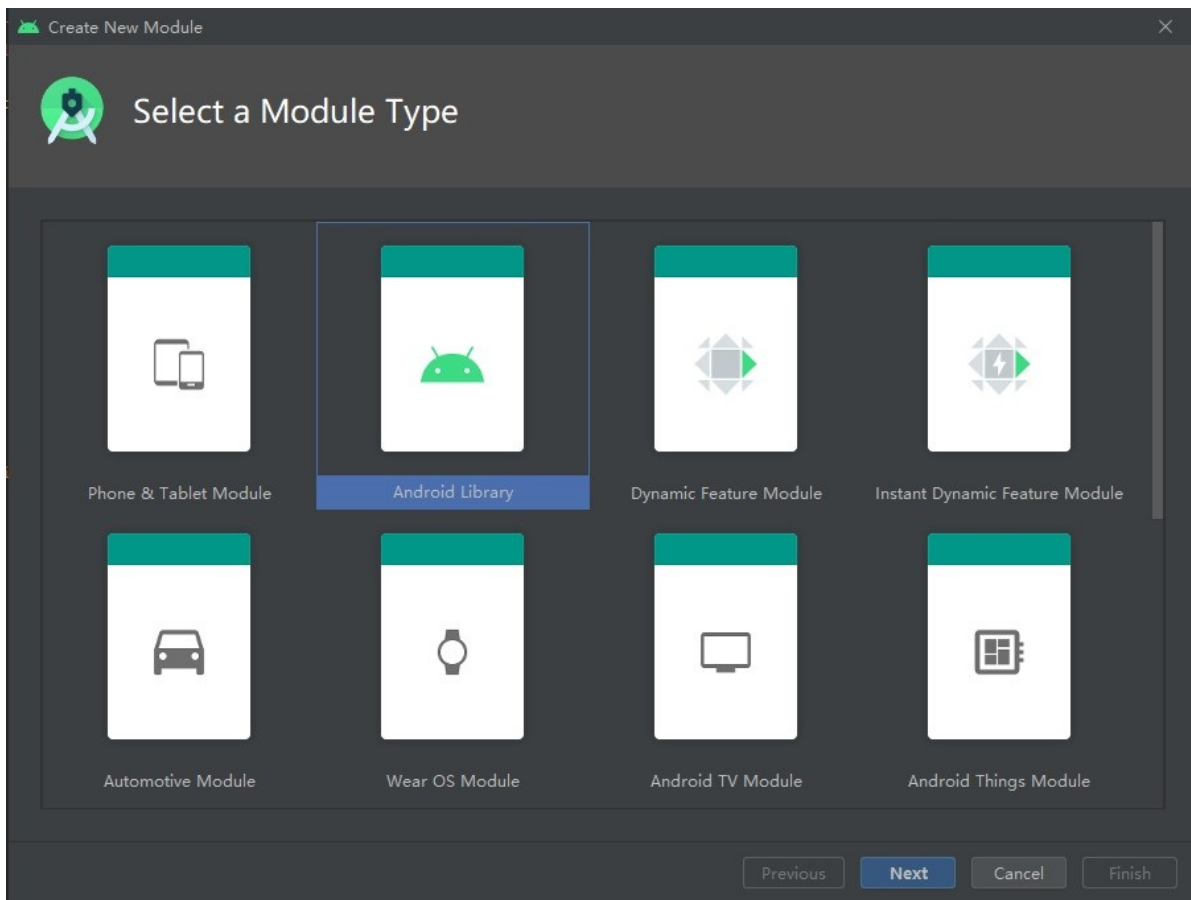 Create New Module
Select a Module Type
Phone & Tablet Module
Android Library
Dynamic Feature Module
Instant Dynamic Feature Module
Automotive Module
Wear OS Module
Android TV Module
Android Things Module
Previous
Next
Cancel
Finish